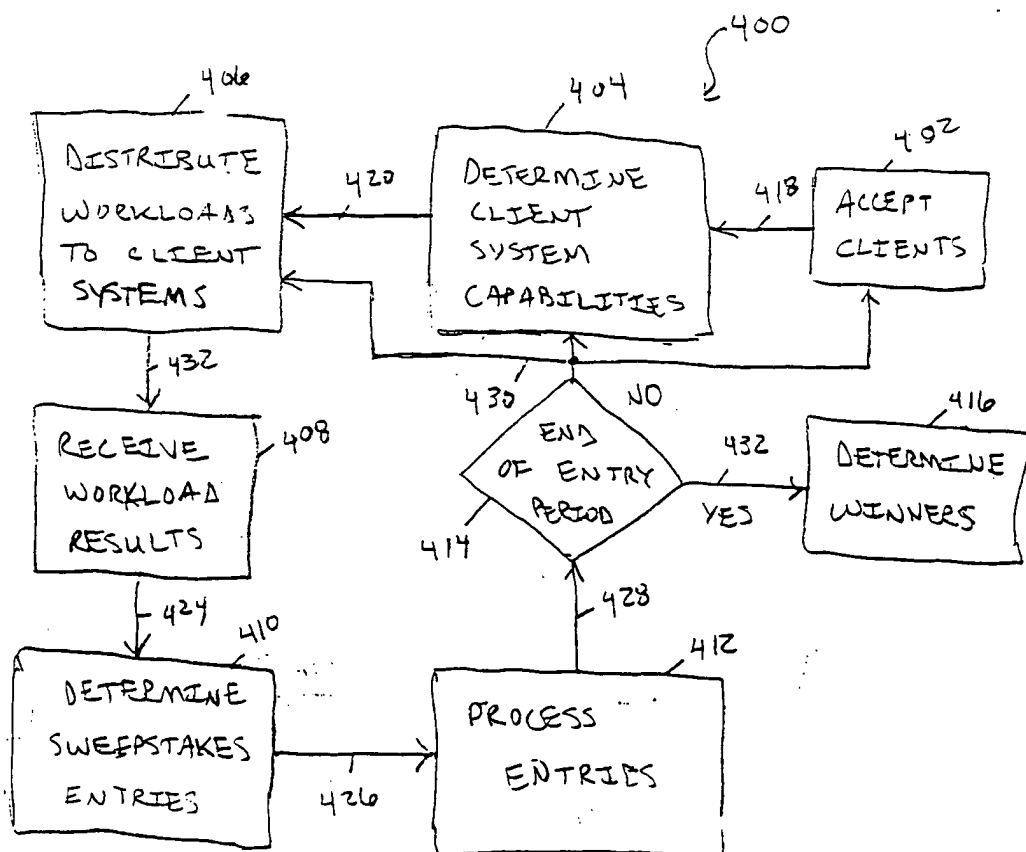 400
406
DISTRIBUTE
WORKLOADS
TO CLIENT
SYSTEMS
420
404
DETERMINE
CLIENT
SYSTEM
CAPABILITIES
418
402
ACCEPT
CLIENTS
432
430
NO
408
RECEIVE
WORKLOAD
RESULTS
END
OF ENTRY
PERIOD
414
432
YES
416
DETERMINE
WINNERS
424
428
410
DETERMINE
SWEEPSTAKES
ENTRIES
426
412
PROCESS
ENTRIES